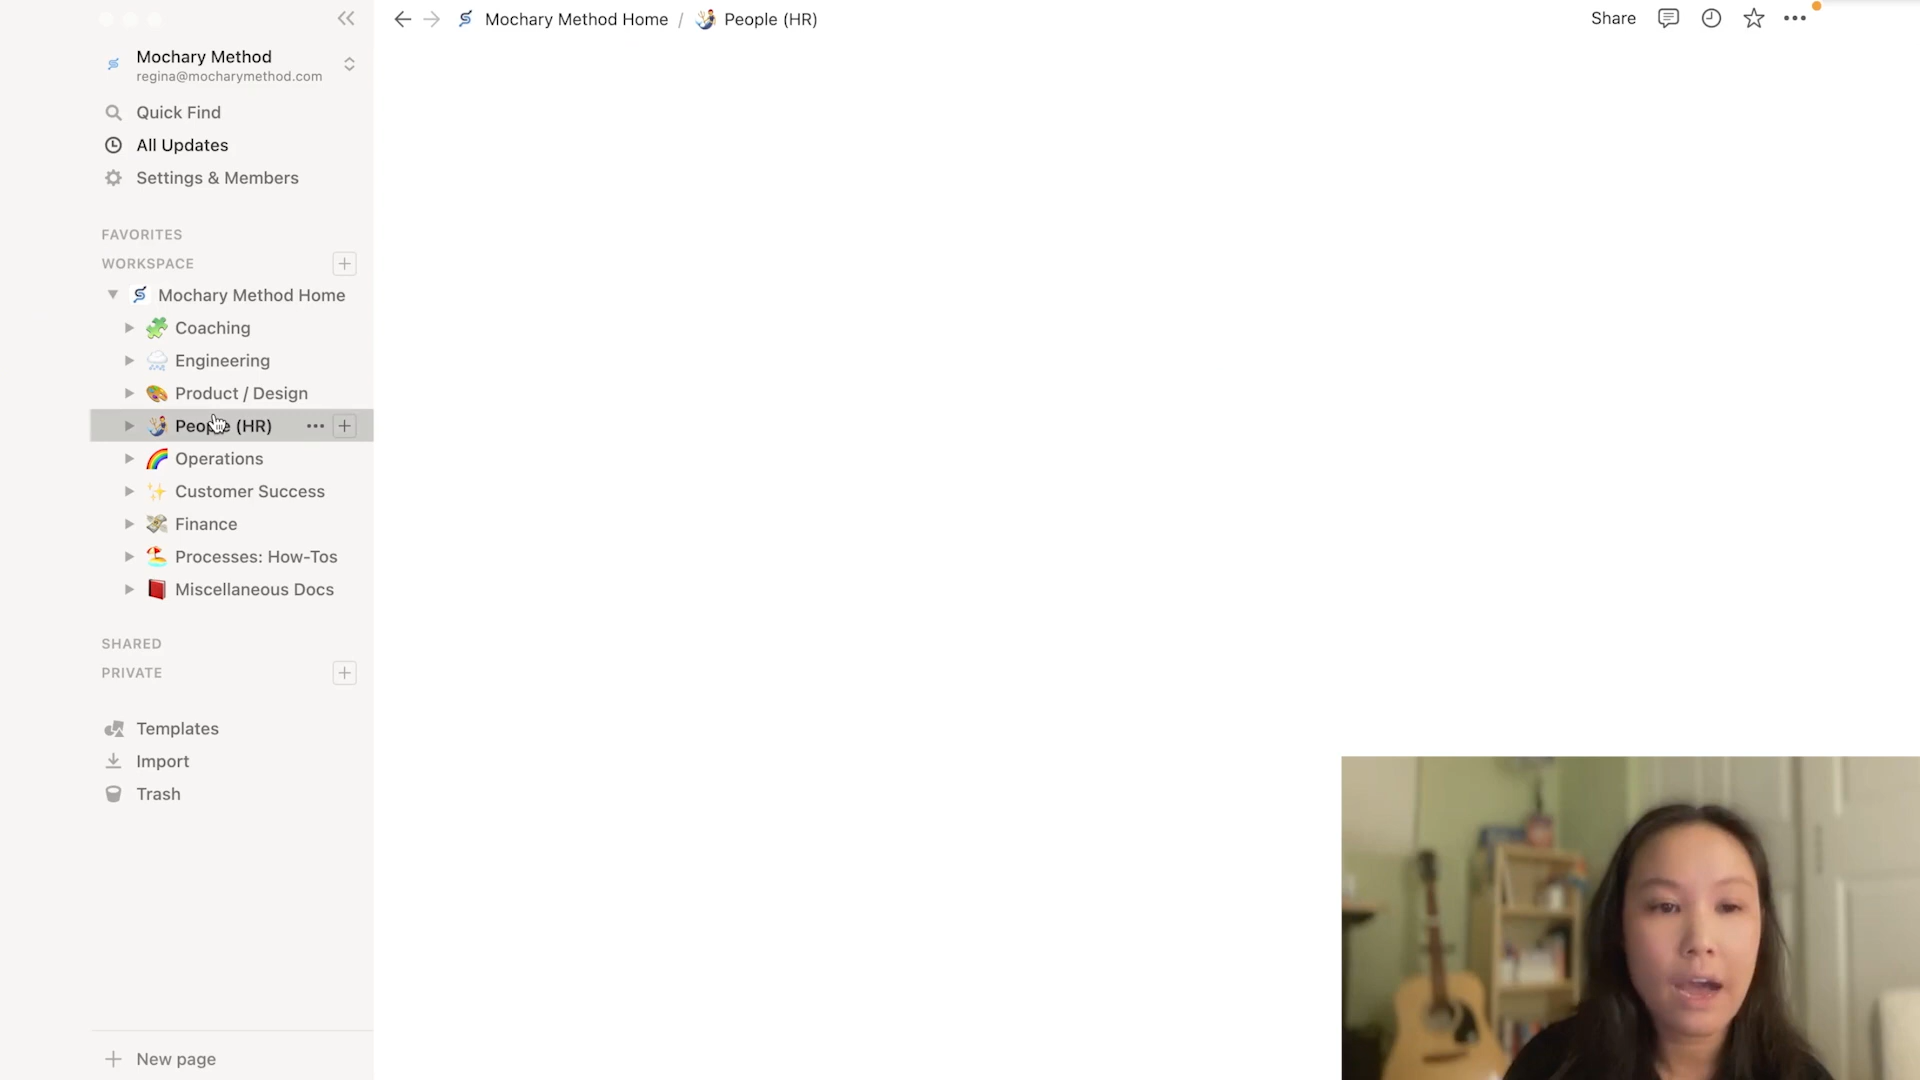 Mochary Method Home / People (HR)
Share
Mochary Method
regina@mocharymethod.com
Quick Find
All Updates
Settings & Members
FAVORITES
WORKSPACE
Mochary Method Home
Coaching
Engineering
Product / Design
People (HR)
Operations
Customer Success
Finance
Processes: How-Tos
Miscellaneous Docs
SHARED
PRIVATE
Templates
Import
Trash
New page